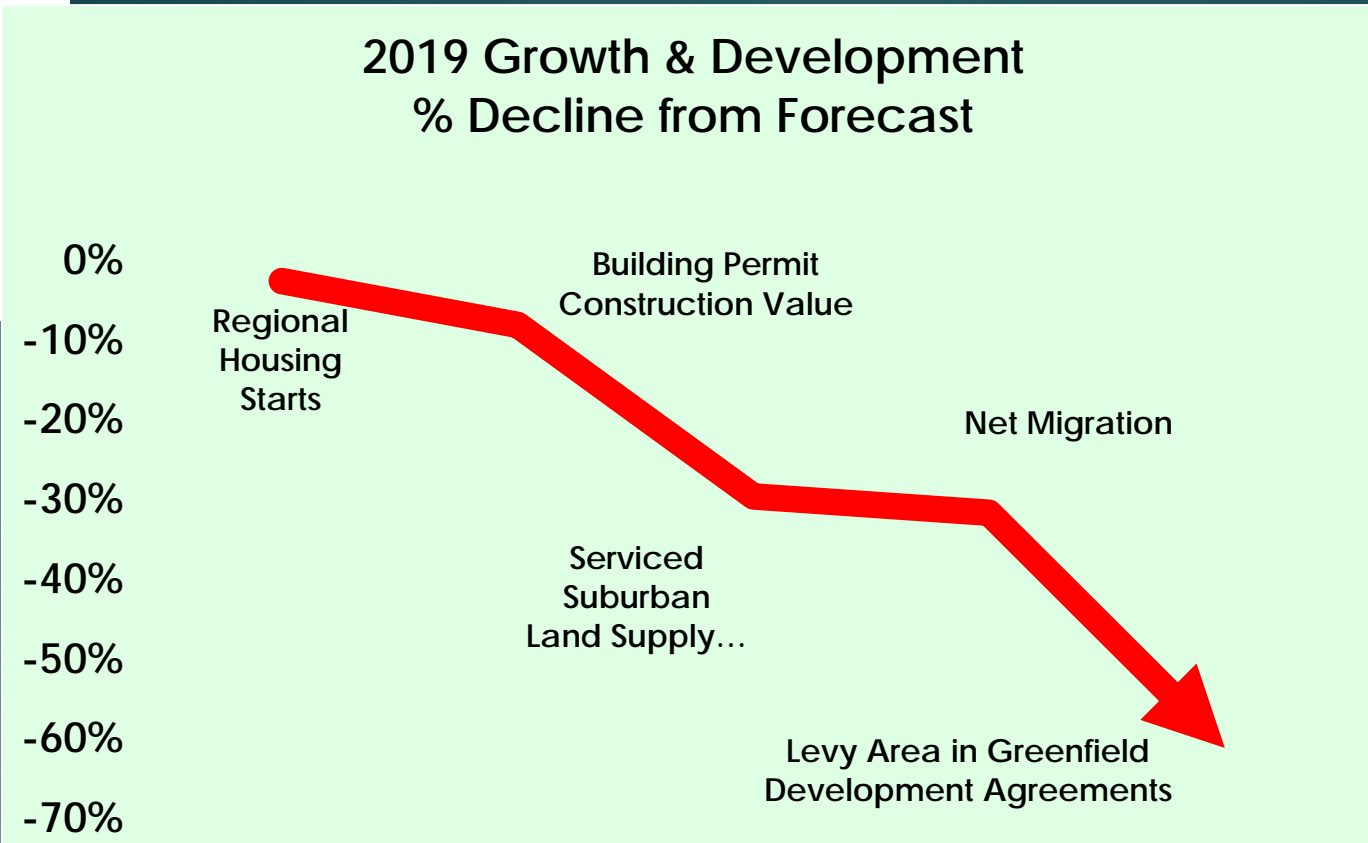 2019 Growth & Development
% Decline from Forecast
0%
-10%
-20%
-30%
-40%
-50%
-60%
-70%
Regional
Housing
Starts
Building Permit
Construction Value
Serviced
Suburban
Land Supply…
Net Migration
Levy Area in Greenfield
Development Agreements